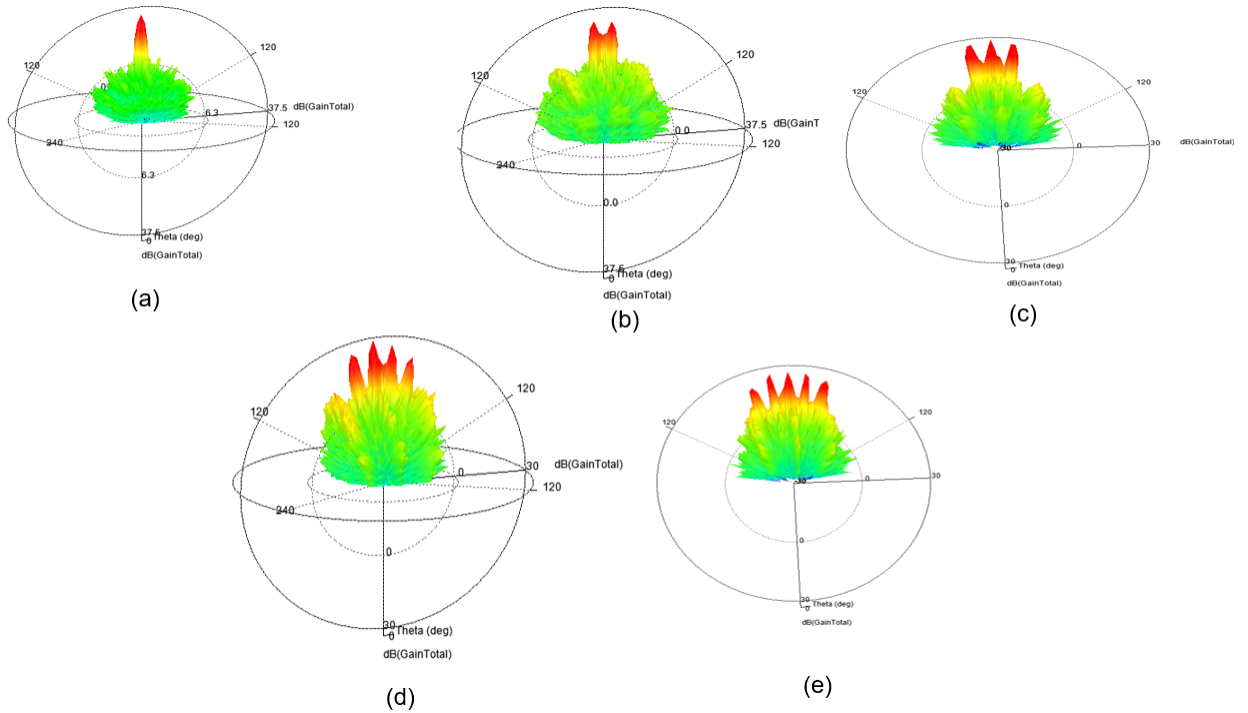 120
120
0
6.3
37.5 dB(GainTotal)
120
240
6.3
37.5
0 Theta (deg)
dB(GainTotal)
(a)
120
120
0.0
37.5 dB(GainT
120
240
0.0
37.5
0 Theta (deg)
dB(GainTotal)
(b)
120
120
30
0
30
dB(GainTotal)
0
30
0 Theta (deg)
dB(GainTotal)
(c)
120
120
0
30
dB(GainTotal)
120
240
0
30
0 Theta (deg)
dB(GainTotal)
(d)
120
120
30
0
30
dB(GainTotal)
0
30
0 Theta (deg)
dB(GainTotal)
(e)